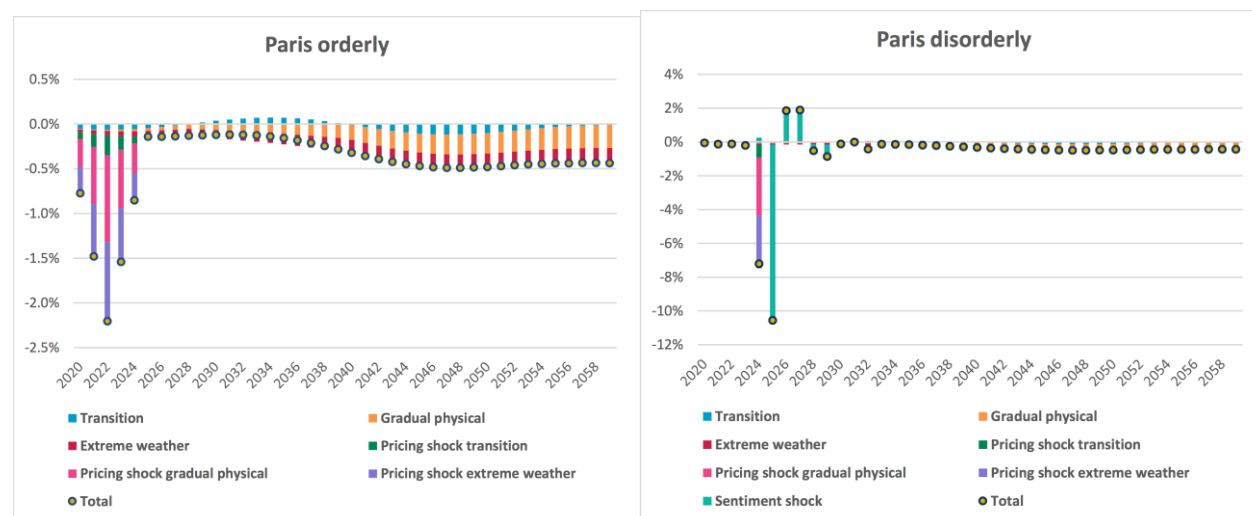 Paris orderly
0.5%
0.0%
-0.5%
-1.0%
-1.5%
-2.0%
-2.5%
2020 2022 2024 2026 2028 2030 2032 2034 2036 2038 2040 2042 2044 2046 2048 2050 2052 2054 2056 2058
Transition Gradual physical
Extreme weather Pricing shock transition
Pricing shock gradual physical Pricing shock extreme weather
Total
Paris disorderly
4%
2%
0%
-2%
-4%
-6%
-8%
-10%
-12%
2020 2022 2024 2026 2028 2030 2032 2034 2036 2038 2040 2042 2044 2046 2048 2050 2052 2054 2056 2058
Transition Gradual physical
Extreme weather Pricing shock transition
Pricing shock gradual physical Pricing shock extreme weather
Sentiment shock Total